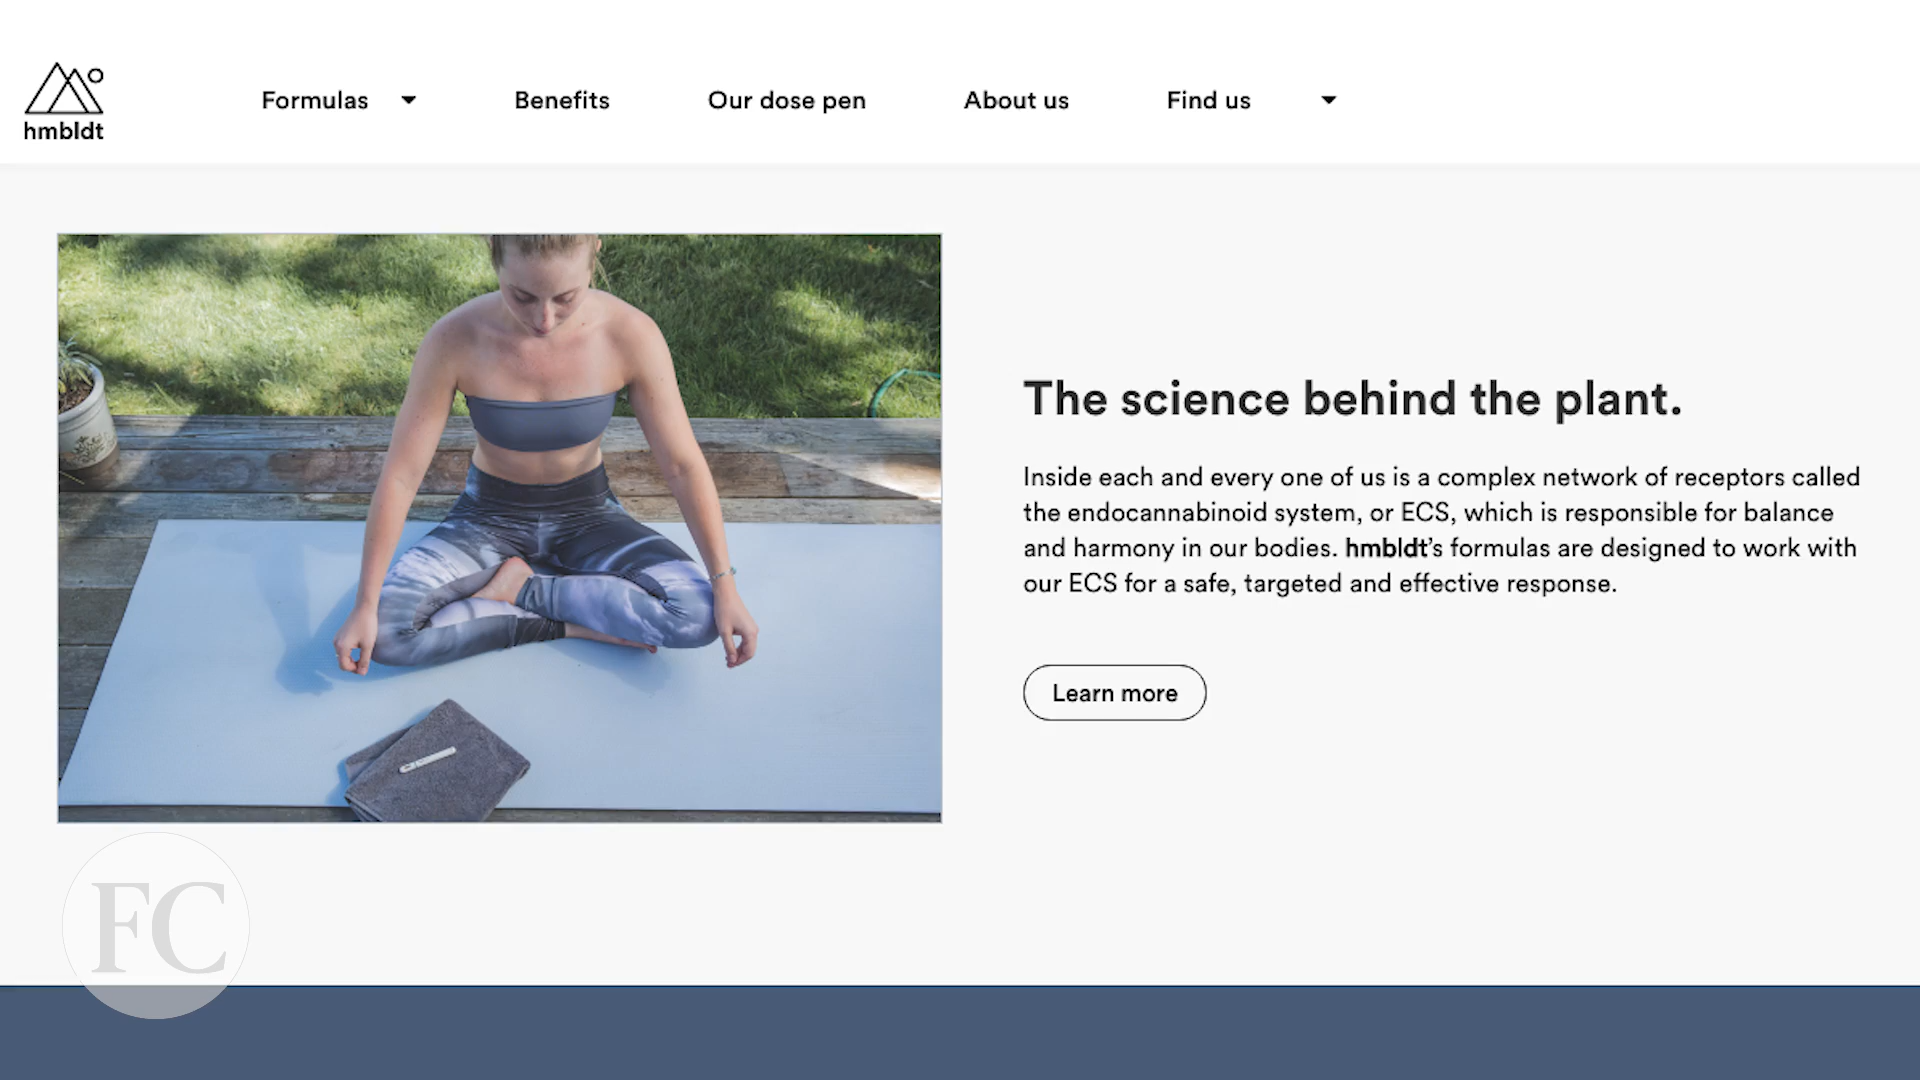 hmbldt
Formulas
Benefits
Our dose pen
About us
Find us
The science behind the plant.
Inside each and every one of us is a complex network of receptors called
the endocannabinoid system, or ECS, which is responsible for balance
and harmony in our bodies. hmbldt’s formulas are designed to work with
our ECS for a safe, targeted and effective response.
Learn more
FC